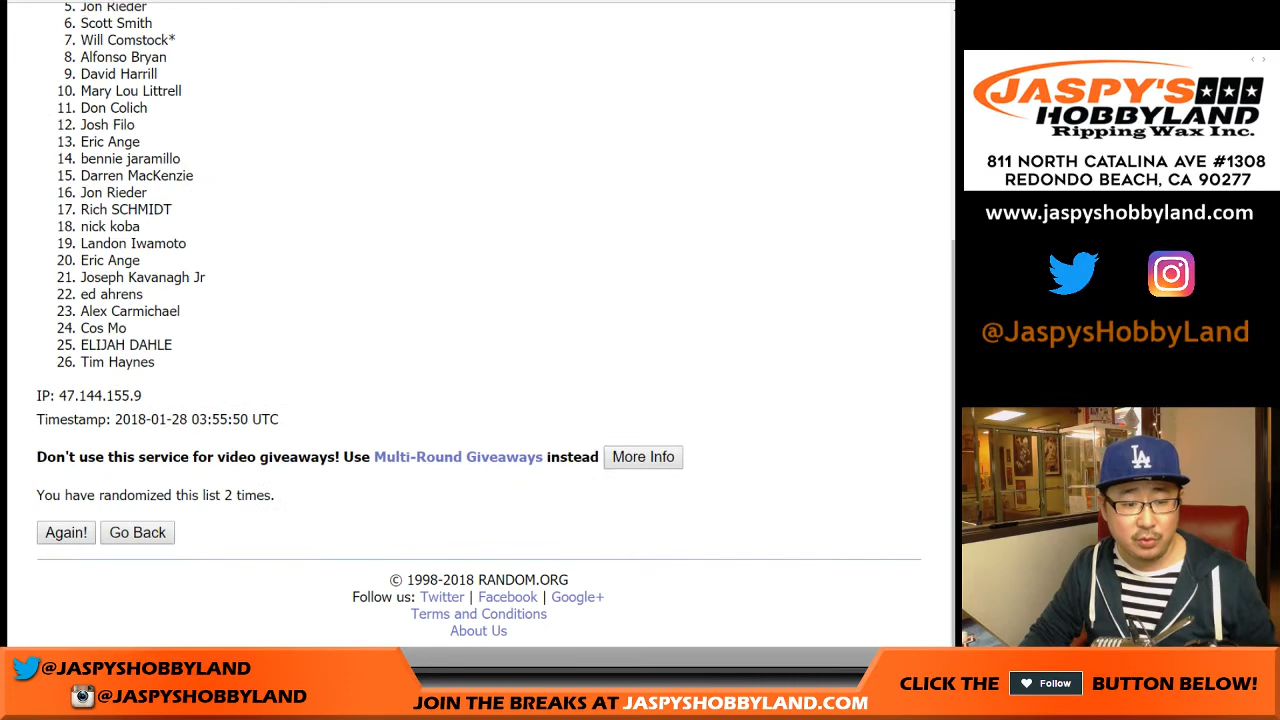 5. Jon Rieder
6. Scott Smith
7. Will Comstock*
8. Alfonso Bryan
9. David Harrill
10. Mary Lou Littrell
11. Don Colich
12. Josh Filo
13. Eric Ange
14. bennie jaramillo
15. Darren MacKenzie
16. Jon Rieder
17. Rich SCHMIDT
18. nick koba
19. Landon Iwamoto
20. Eric Ange
21. Joseph Kavanagh Jr
22. ed ahrens
23. Alex Carmichael
24. Cos Mo
25. ELIJAH DAHLE
26. Tim Haynes
IP: 47.144.155.9
Timestamp: 2018-01-28 03:55:50 UTC
Don't use this service for video giveaways! Use Multi-Round Giveaways instead More Info
You have randomized this list 2 times.
Again! Go Back
© 1998-2018 RANDOM.ORG
Follow us: Twitter | Facebook | Google+
Terms and Conditions
About Us
JASPY'S
HOBBYLAND
Ripping Wax Inc.
811 NORTH CATALINA AVE #1308
REDONDO BEACH, CA 90277
www.jaspyshobbyland.com
@JaspysHobbyLand
LA
@JASPYSHOBBYLAND
@JASPYSHOBBYLAND
JOIN THE BREAKS AT JASPYSHOBBYLAND.COM
CLICK THE Follow BUTTON BELOW!